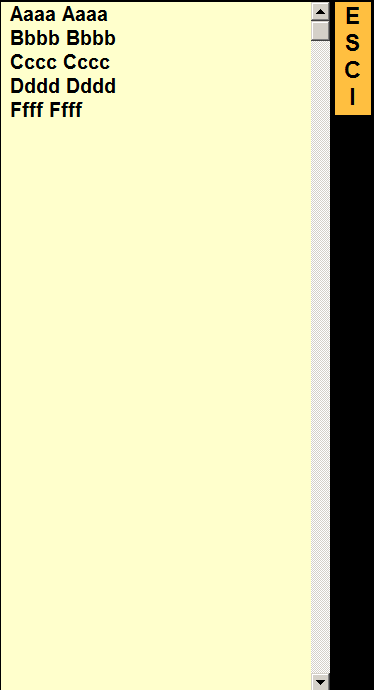 Aaaa Aaaa
Bbbb Bbbb
Cccc Cccc
Dddd Dddd
Ffff Ffff
E
S
C
I